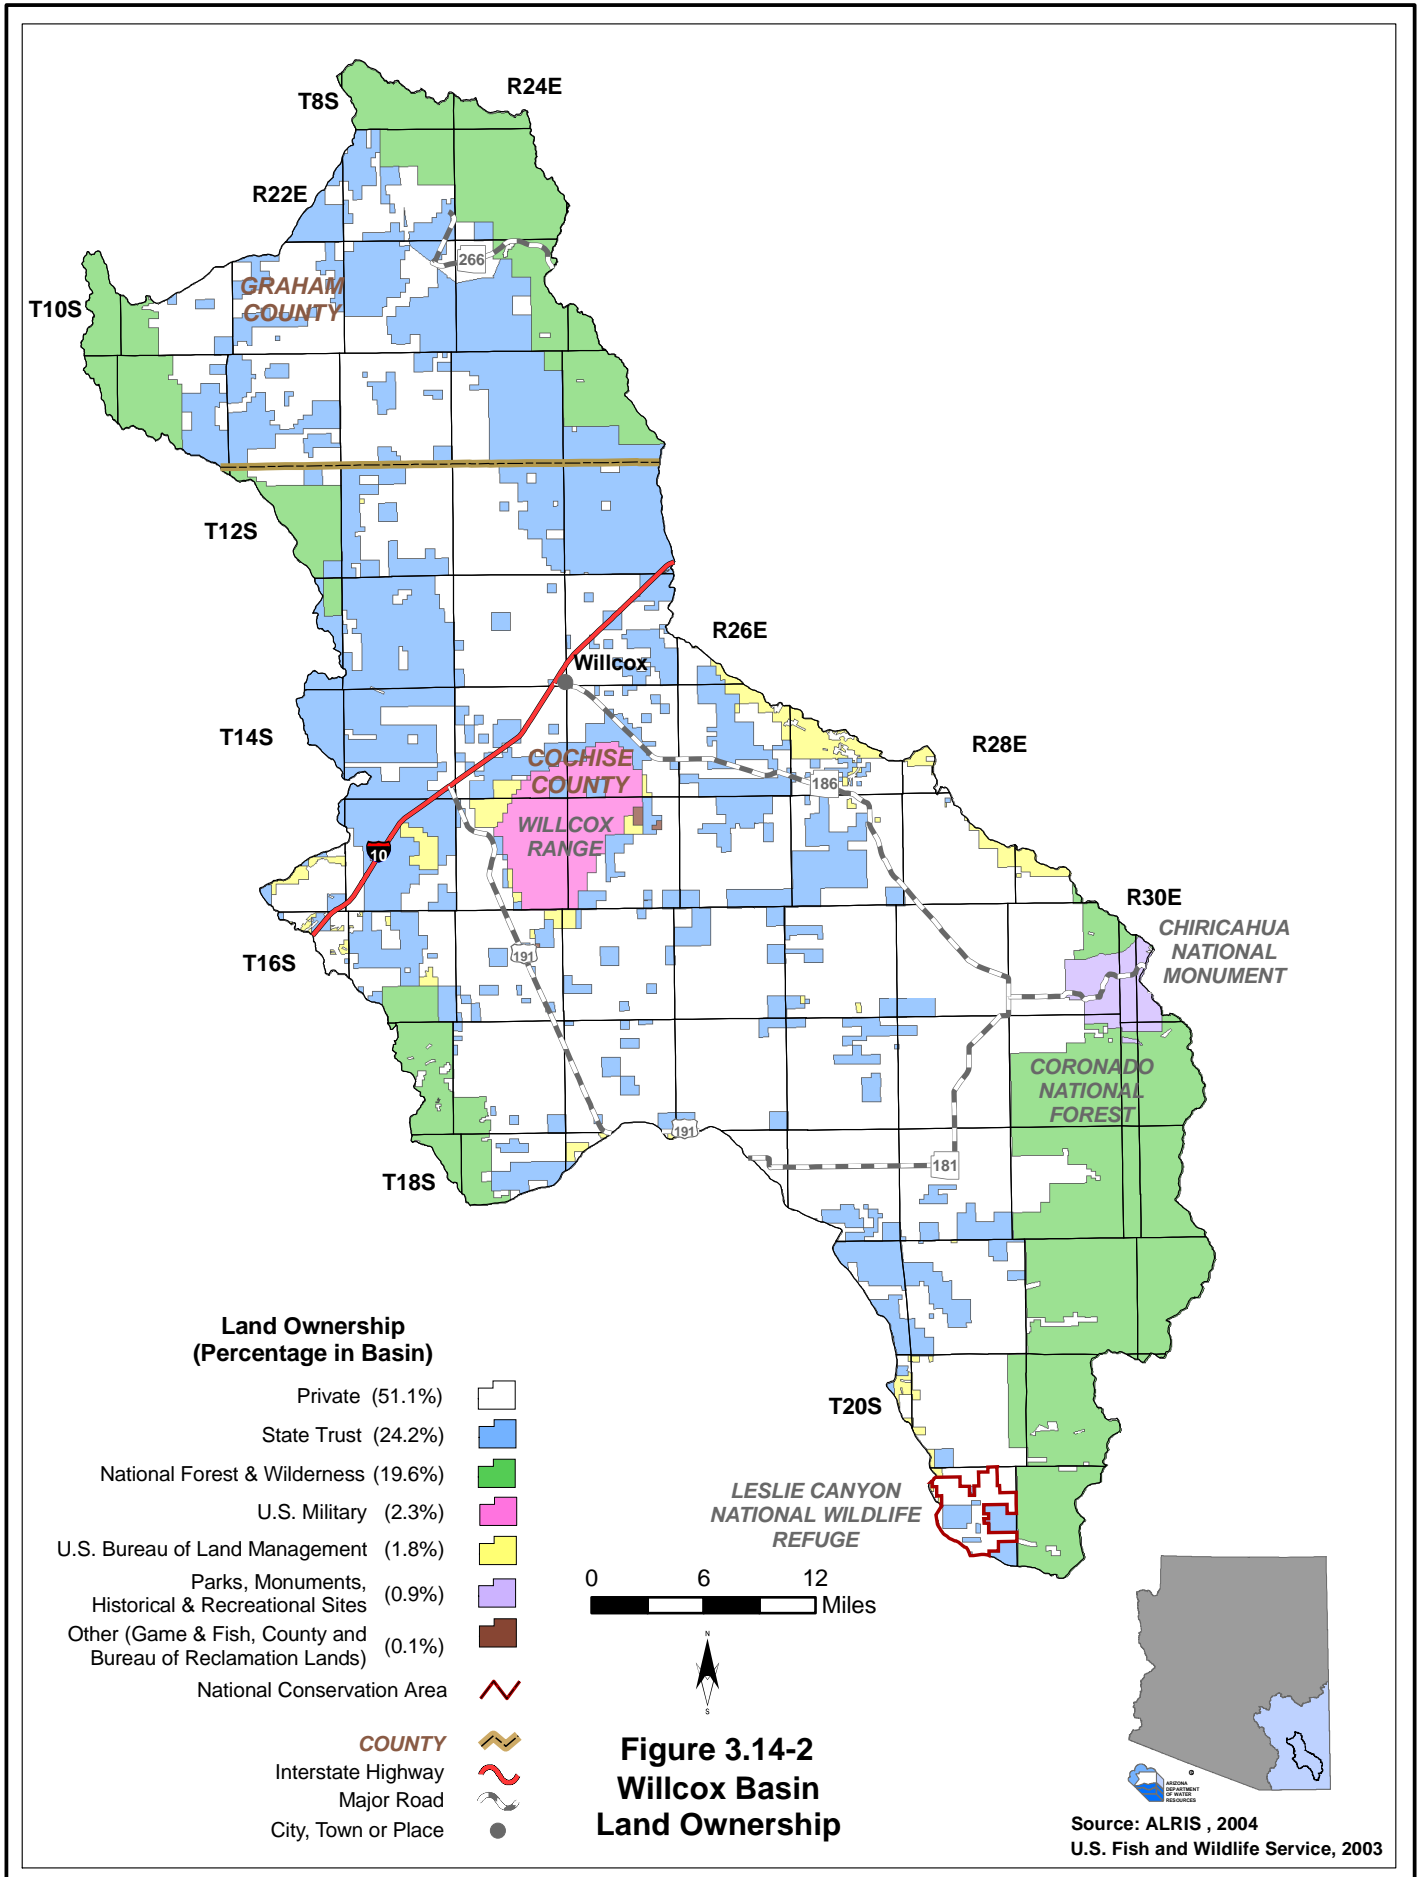 R24E
T8S
R22E
266
GRAHAM
COUNTY
T10S
T12S
R26E
Willcox
T14S
R28E
COCHISE
COUNTY
186
WILLCOX
RANGE
10
R30E
CHIRICAHUA
NATIONAL
MONUMENT
T16S
191
CORONADO
NATIONAL
FOREST
191
181
T18S
T20S
LESLIE CANYON
NATIONAL WILDLIFE
REFUGE
Land Ownership
(Percentage in Basin)
Private (51.1%)
State Trust (24.2%)
National Forest & Wilderness (19.6%)
U.S. Military (2.3%)
U.S. Bureau of Land Management (1.8%)
Parks, Monuments,
Historical & Recreational Sites (0.9%)
Other (Game & Fish, County and
Bureau of Reclamation Lands) (0.1%)
National Conservation Area
COUNTY
Interstate Highway
Major Road
City, Town or Place
0 6 12
Miles
N
S
Figure 3.14-2
Willcox Basin
Land Ownership
ARIZONA
DEPARTMENT
OF WATER
RESOURCES
Source: ALRIS , 2004
U.S. Fish and Wildlife Service, 2003